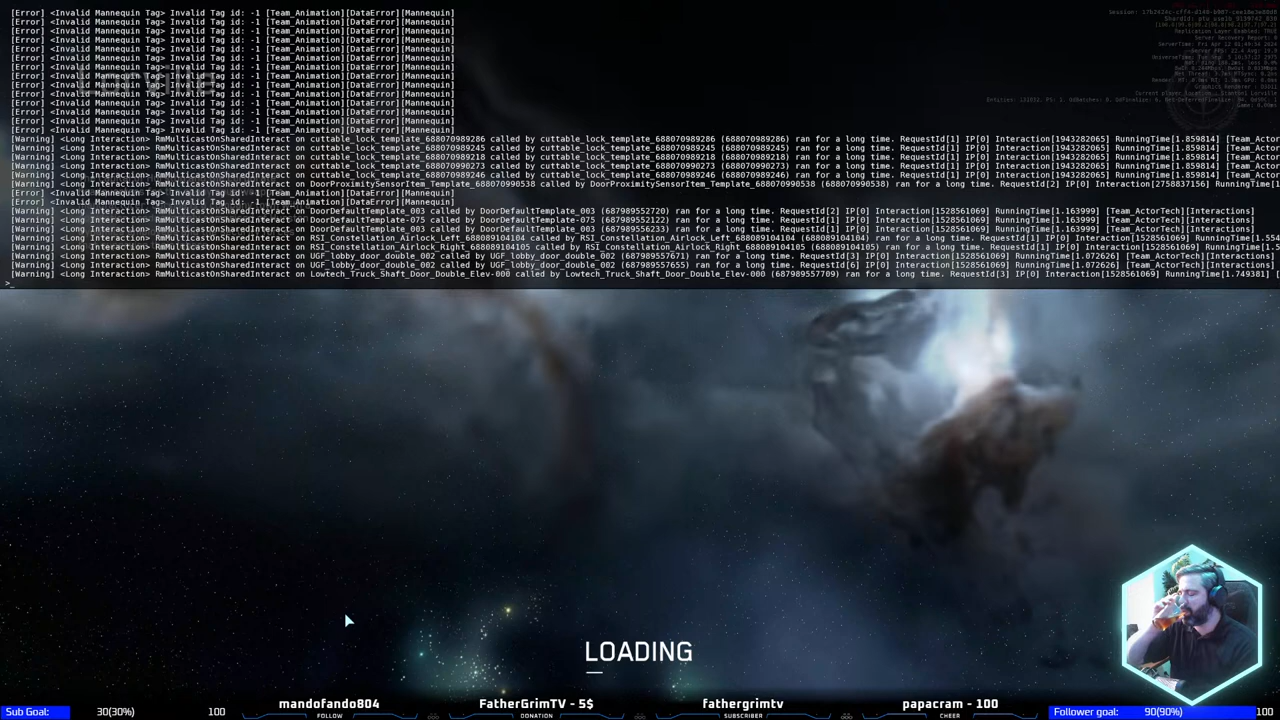 [Error] <Invalid Mannequin Tag> Invalid Tag id: -1 [Team_Animation][DataError][Mannequin]
[Error] <Invalid Mannequin Tag> Invalid Tag id: -1 [Team_Animation][DataError][Mannequin]
[Error] <Invalid Mannequin Tag> Invalid Tag id: -1 [Team_Animation][DataError][Mannequin]
[Error] <Invalid Mannequin Tag> Invalid Tag id: -1 [Team_Animation][DataError][Mannequin]
[Error] <Invalid Mannequin Tag> Invalid Tag id: -1 [Team_Animation][DataError][Mannequin]
[Error] <Invalid Mannequin Tag> Invalid Tag id: -1 [Team_Animation][DataError][Mannequin]
[Error] <Invalid Mannequin Tag> Invalid Tag id: -1 [Team_Animation][DataError][Mannequin]
[Error] <Invalid Mannequin Tag> Invalid Tag id: -1 [Team_Animation][DataError][Mannequin]
[Error] <Invalid Mannequin Tag> Invalid Tag id: -1 [Team_Animation][DataError][Mannequin]
[Error] <Invalid Mannequin Tag> Invalid Tag id: -1 [Team_Animation][DataError][Mannequin]
[Error] <Invalid Mannequin Tag> Invalid Tag id: -1 [Team_Animation][DataError][Mannequin]
[Error] <Invalid Mannequin Tag> Invalid Tag id: -1 [Team_Animation][DataError][Mannequin]
[Error] <Invalid Mannequin Tag> Invalid Tag id: -1 [Team_Animation][DataError][Mannequin]
[Error] <Invalid Mannequin Tag> Invalid Tag id: -1 [Team_Animation][DataError][Mannequin]
[Warning] <Long Interaction> RmMulticastOnSharedInteract on cuttable_lock_template_688070989286 called by cuttable_lock_template_688070989286 (688070989286) ran for a long time. RequestId[1] IP[0] Interaction[1943282065] RunningTime[1.859814] [Team_Actor
[Warning] <Long Interaction> RmMulticastOnSharedInteract on cuttable_lock_template_688070989245 called by cuttable_lock_template_688070989245 (688070989245) ran for a long time. RequestId[1] IP[0] Interaction[1943282065] RunningTime[1.859814] [Team_Actor
[Warning] <Long Interaction> RmMulticastOnSharedInteract on cuttable_lock_template_688070989218 called by cuttable_lock_template_688070989218 (688070989218) ran for a long time. RequestId[1] IP[0] Interaction[1943282065] RunningTime[1.859814] [Team_Actor
[Warning] <Long Interaction> RmMulticastOnSharedInteract on cuttable_lock_template_688070990273 called by cuttable_lock_template_688070990273 (688070990273) ran for a long time. RequestId[1] IP[0] Interaction[1943282065] RunningTime[1.859814] [Team_Actor
[Warning] <Long Interaction> RmMulticastOnSharedInteract on cuttable_lock_template_688070989246 called by cuttable_lock_template_688070989246 (688070989246) ran for a long time. RequestId[1] IP[0] Interaction[1943282065] RunningTime[1.859814] [Team_Actor
[Warning] <Long Interaction> RmMulticastOnSharedInteract on DoorProximitySensorItem_Template_688070990538 called by DoorProximitySensorItem_Template_688070990538 (688070990538) ran for a long time. RequestId[2] IP[0] Interaction[2758837156] RunningTime[1
[Error] <Invalid Mannequin Tag> Invalid Tag id: -1 [Team_Animation][DataError][Mannequin]
[Error] <Invalid Mannequin Tag> Invalid Tag id: -1 [Team_Animation][DataError][Mannequin]
[Warning] <Long Interaction> RmMulticastOnSharedInteract on DoorDefaultTemplate_003 called by DoorDefaultTemplate_003 (687989552720) ran for a long time. RequestId[2] IP[0] Interaction[1528561069] RunningTime[1.163999] [Team_ActorTech][Interactions]
[Warning] <Long Interaction> RmMulticastOnSharedInteract on DoorDefaultTemplate-075 called by DoorDefaultTemplate-075 (687989552122) ran for a long time. RequestId[1] IP[0] Interaction[1528561069] RunningTime[1.163999] [Team_ActorTech][Interactions]
[Warning] <Long Interaction> RmMulticastOnSharedInteract on DoorDefaultTemplate_003 called by DoorDefaultTemplate_003 (687989556233) ran for a long time. RequestId[1] IP[0] Interaction[1528561069] RunningTime[1.163999] [Team_ActorTech][Interactions]
[Warning] <Long Interaction> RmMulticastOnSharedInteract on RSI_Constellation_Airlock_Left_688089104104 called by RSI_Constellation_Airlock_Left_688089104104 (688089104104) ran for a long time. RequestId[1] IP[0] Interaction[1528561069] RunningTime[1.554
[Warning] <Long Interaction> RmMulticastOnSharedInteract on RSI_Constellation_Airlock_Right_688089104105 called by RSI_Constellation_Airlock_Right_688089104105 (688089104105) ran for a long time. RequestId[1] IP[0] Interaction[1528561069] RunningTime[1.5
[Warning] <Long Interaction> RmMulticastOnSharedInteract on UGF_lobby_door_double_002 called by UGF_lobby_door_double_002 (687989557671) ran for a long time. RequestId[3] IP[0] Interaction[1528561069] RunningTime[1.072626] [Team_ActorTech][Interactions]
[Warning] <Long Interaction> RmMulticastOnSharedInteract on UGF_lobby_door_double_002 called by UGF_lobby_door_double_002 (687989557655) ran for a long time. RequestId[6] IP[0] Interaction[1528561069] RunningTime[1.072626] [Team_ActorTech][Interactions]
[Warning] <Long Interaction> RmMulticastOnSharedInteract on Lowtech_Truck_Shaft_Door_Double_Elev-000 called by Lowtech_Truck_Shaft_Door_Double_Elev-000 (687989557709) ran for a long time. RequestId[3] IP[0] Interaction[1528561069] RunningTime[1.749381] [
>_
LOADING
Sub Goal: 30(30%) 100
mandofando804
FOLLOW
FatherGrimTV - 5$
DONATION
fathergrimtv
SUBSCRIBER
papacram - 100
CHEER
Follower goal: 90(90%) 100